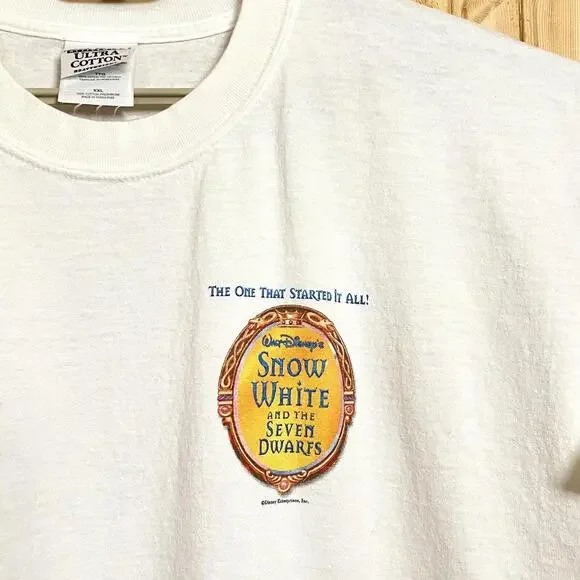 ULTRA
COTTON
XXL
THE ONE THAT STARTED IT ALL!
Walt Disney's
SNOW
WHITE
AND THE
SEVEN
DWARFS
©Disney Enterprises, Inc.